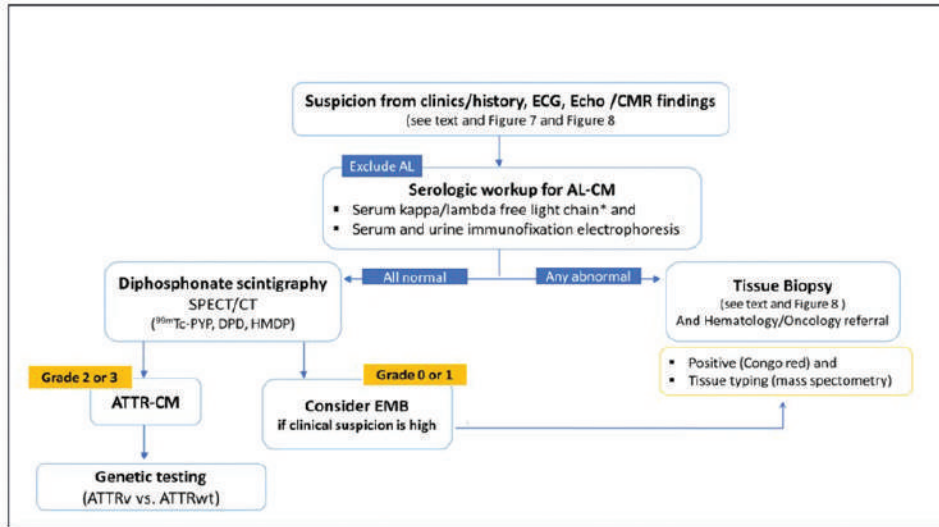 Suspicion from clinics/history, ECG, Echo /CMR findings
(see text and Figure 7 and Figure 8
Exclude AL
Serologic workup for AL-CM
▪ Serum kappa/lambda free light chain* and
▪ Serum and urine immunofixation electrophoresis
All normal
Any abnormal
Diphosphonate scintigraphy
SPECT/CT
(⁹⁹ᵐTc-PYP, DPD, HMDP)
Tissue Biopsy
(see text and Figure 8 )
And Hematology/Oncology referral
▪ Positive (Congo red) and
▪ Tissue typing (mass spectometry)
Grade 2 or 3
ATTR-CM
Grade 0 or 1
Consider EMB
if clinical suspicion is high
Genetic testing
(ATTRv vs. ATTRwt)